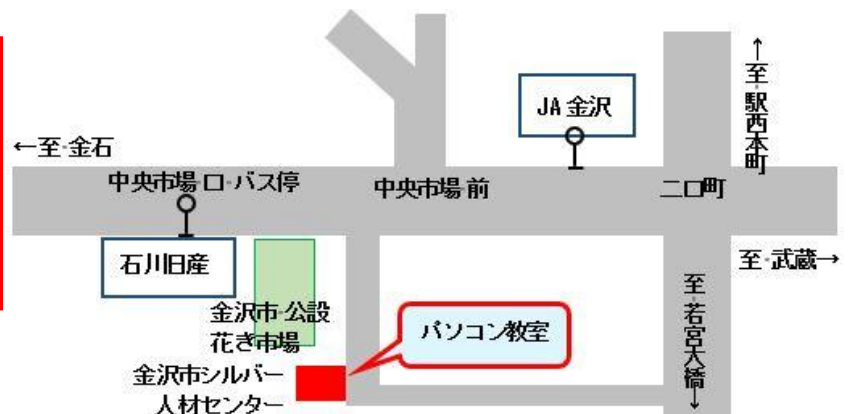 JA金沢
←至・金石
中央市場・口・バス停
中央市場・前
二口町
←至・駅西本町
石川日産
至・武蔵→
金沢市・公設
花き市場
パソコン教室
至・若宮大橋→
金沢市シルバー
人材センター